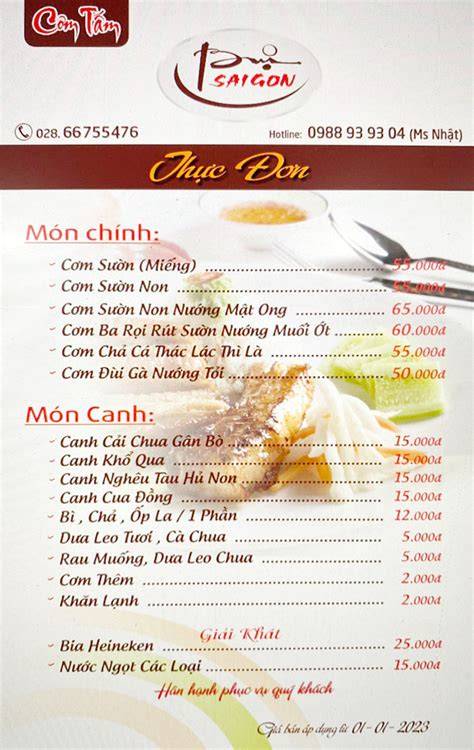 Cơm Tấm
Bụi
SAIGON
028. 66755476
Hotline: 0988 93 93 04 (Ms Nhật)
Thực Đơn
Món chính:
Cơm Sườn (Miếng) 55.000đ
Cơm Sườn Non 55.000đ
Cơm Sườn Non Nướng Mật Ong 65.000đ
Cơm Ba Rọi Rút Sườn Nướng Muối Ớt 60.000đ
Cơm Chả Cá Thác Lác Thì Là 55.000đ
Cơm Đùi Gà Nướng Tỏi 50.000đ
Món Canh:
Canh Cải Chua Gân Bò 15.000đ
Canh Khổ Qua 15.000đ
Canh Nghêu Tàu Hủ Non 15.000đ
Canh Cua Đồng 15.000đ
Bì , Chả , Ốp La / 1 Phần 12.000đ
Dưa Leo Tươi , Cà Chua 5.000đ
Rau Muống, Dưa Leo Chua 5.000đ
Cơm Thêm 2.000đ
Khăn Lạnh 2.000đ
Giải Khát
Bia Heineken 25.000đ
Nước Ngọt Các Loại 15.000đ
Hân hạnh phục vụ quý khách
Giá bán áp dụng từ 01-01-2023